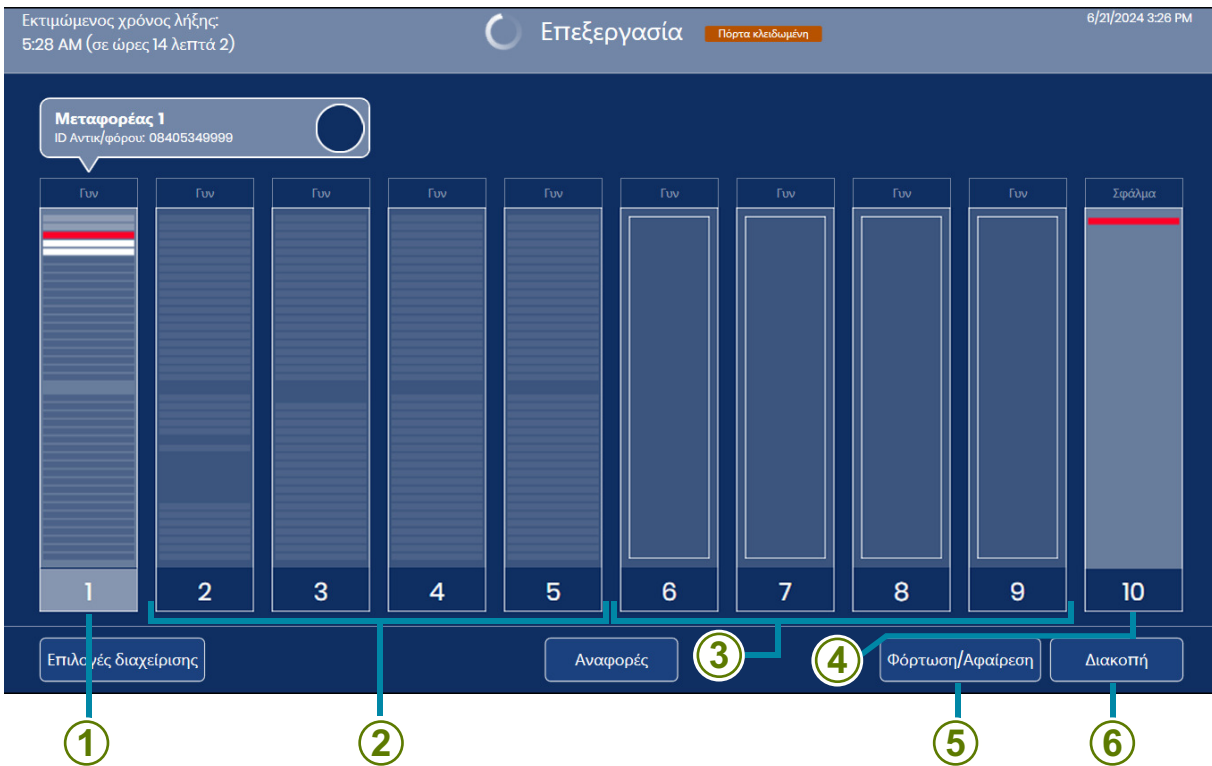 Εκτιμώμενος χρόνος λήξης:
5:28 AM (σε ώρες 14 λεπτά 2)
Επεξεργασία
Πόρτα κλειδωμένη
6/21/2024 3:26 PM
Μεταφορέας 1
ID Αντικ/φόρου: 08405349999
Γυν Γυν Γυν Γυν Γυν Γυν Γυν Γυν Γυν Σφάλμα
1 2 3 4 5 6 7 8 9 10
Επιλογές διαχείρισης
Αναφορές
3
4
Φόρτωση/Αφαίρεση
Διακοπή
1 2 5 6